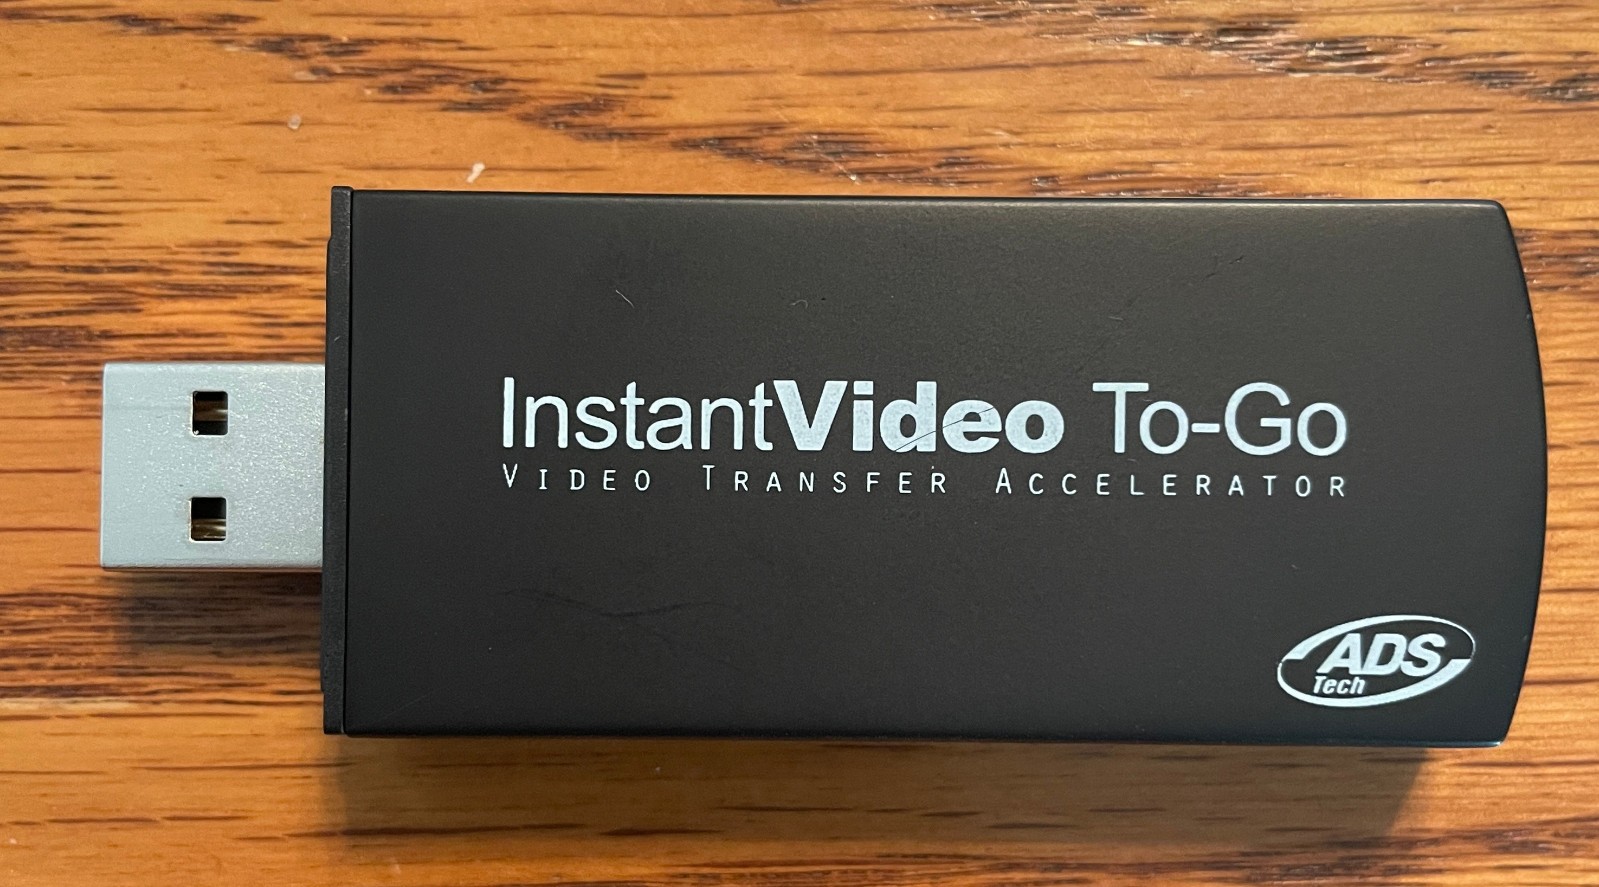 InstantVideo To-Go
VIDEO TRANSFER ACCELERATOR
ADS
Tech